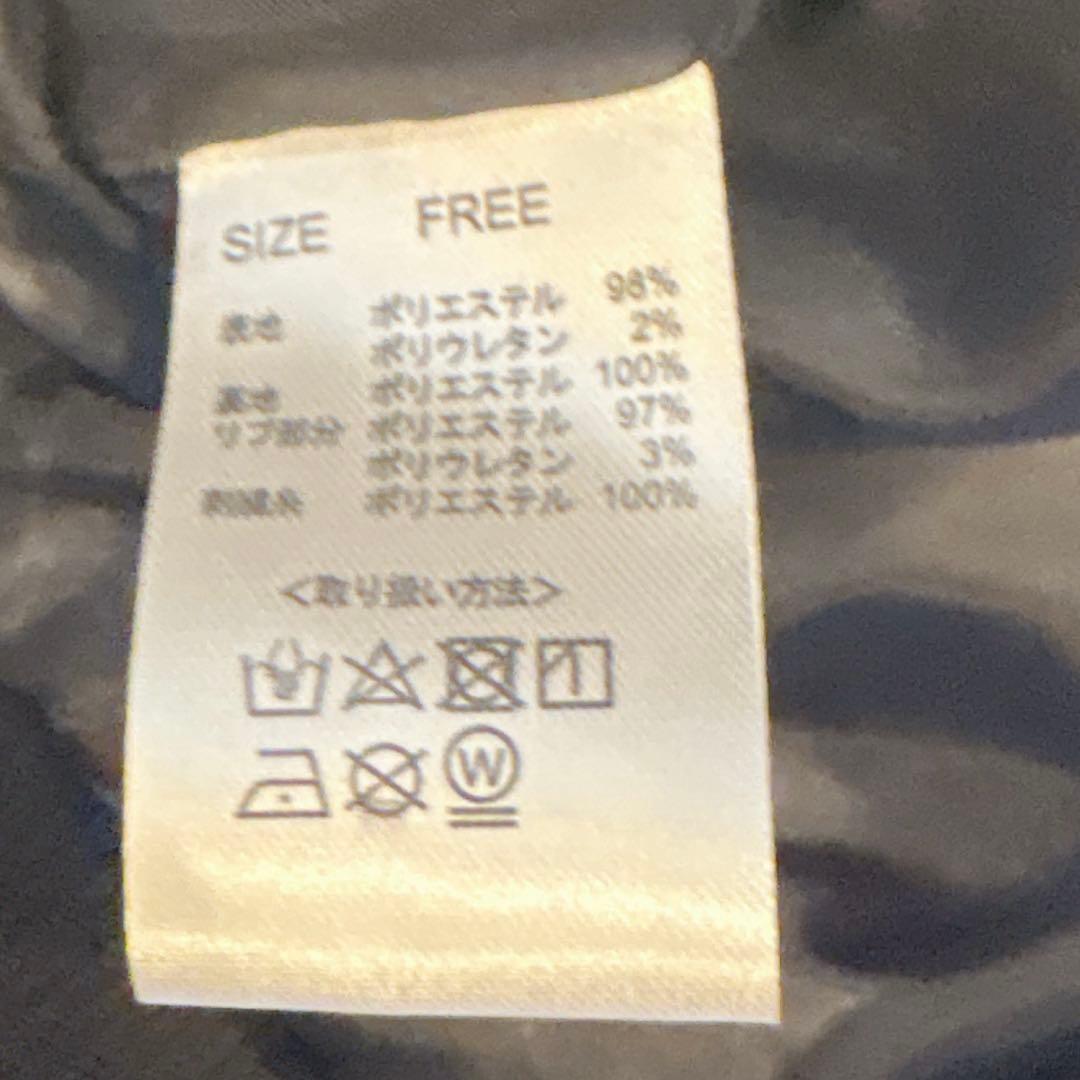 SIZE FREE
表地 ポリエステル 98%
ポリウレタン 2%
裏地 ポリエステル 100%
リブ部分 ポリエステル 97%
ポリウレタン 3%
刺繍糸 ポリエステル 100%
<取り扱い方法>
W